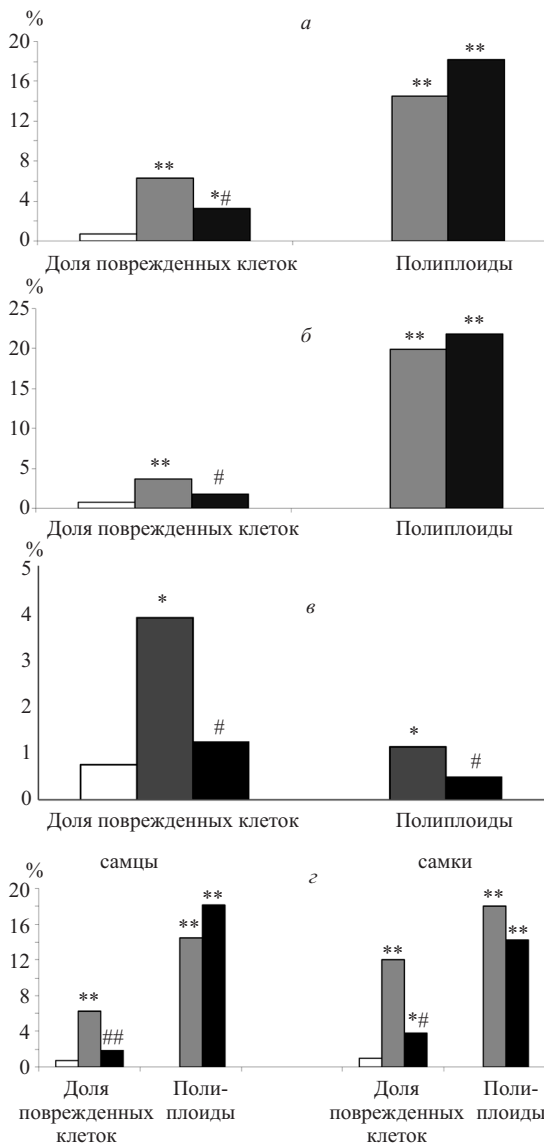 %
а
20
16
12
8
4
0
**
*#
**
**
Доля поврежденных клеток
Полиплоиды
%
б
25
20
15
10
5
0
**
#
**
**
Доля поврежденных клеток
Полиплоиды
%
в
5
4
3
2
1
0
*
#
*
#
Доля поврежденных клеток
Полиплоиды
самцы
самки
%
г
20
16
12
8
4
0
**
##
**
**
**
*#
**
**
Доля
поврежденных
клеток
Поли-
плоиды
Доля
поврежденных
клеток
Поли-
плоиды